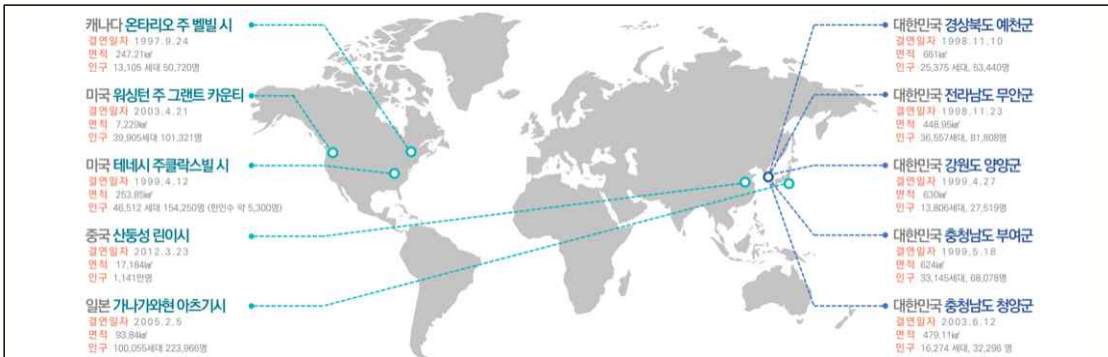 캐나다 온타리오 주 벨빌 시
결연일자 1997.9.24
면적 247.21㎢
인구 13,105 세대 50,720명
미국 워싱턴 주 그랜트 카운티
결연일자 2003.4.21
면적 7,229㎢
인구 39,905세대 101,321명
미국 테네시 주클락스빌 시
결연일자 1999.4.12
면적 253.85㎢
인구 46,512 세대 154,250명 (한인수 약 5,300명)
중국 산둥성 린이시
결연일자 2012.3.23
면적 17,184㎢
인구 1,141만명
일본 가나가와현 아츠기시
결연일자 2005.2.5
면적 93.84㎢
인구 100,055세대 223,966명
대한민국 경상북도 예천군
결연일자 1998.11.10
면적 661㎢
인구 25,375 세대, 53,440명
대한민국 전라남도 무안군
결연일자 1998.11.23
면적 448.95㎢
인구 36,557세대, 81,808명
대한민국 강원도 양양군
결연일자 1999.4.27
면적 630㎢
인구 13,806세대, 27,519명
대한민국 충청남도 부여군
결연일자 1999.5.18
면적 624㎢
인구 33,145세대, 68,078명
대한민국 충청남도 청양군
결연일자 2003.6.12
면적 479.11㎢
인구 16,274 세대, 32,296 명